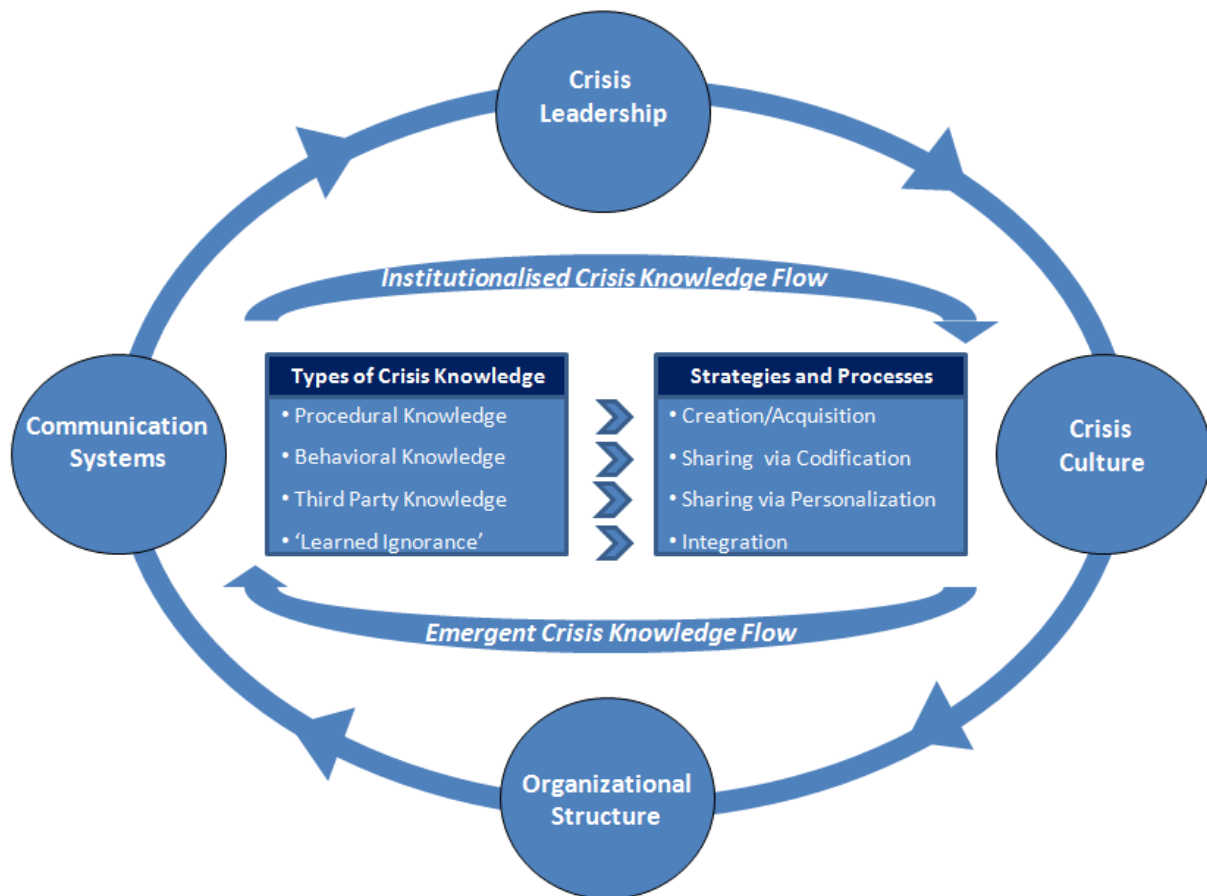 Crisis
Leadership
Institutionalised Crisis Knowledge Flow
Types of Crisis Knowledge
• Procedural Knowledge
• Behavioral Knowledge
• Third Party Knowledge
• ‘Learned Ignorance’
Strategies and Processes
• Creation/Acquisition
• Sharing via Codification
• Sharing via Personalization
• Integration
Communication
Systems
Crisis
Culture
Emergent Crisis Knowledge Flow
Organizational
Structure